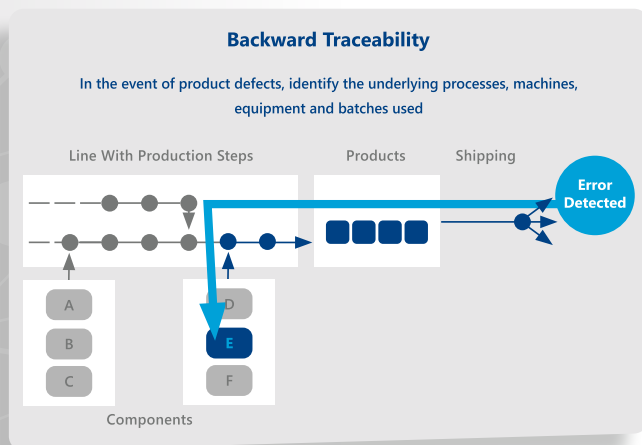 Backward Traceability
In the event of product defects, identify the underlying processes, machines,
equipment and batches used
Line With Production Steps
Products
Shipping
Error
Detected
A
D
B
E
C
F
Components